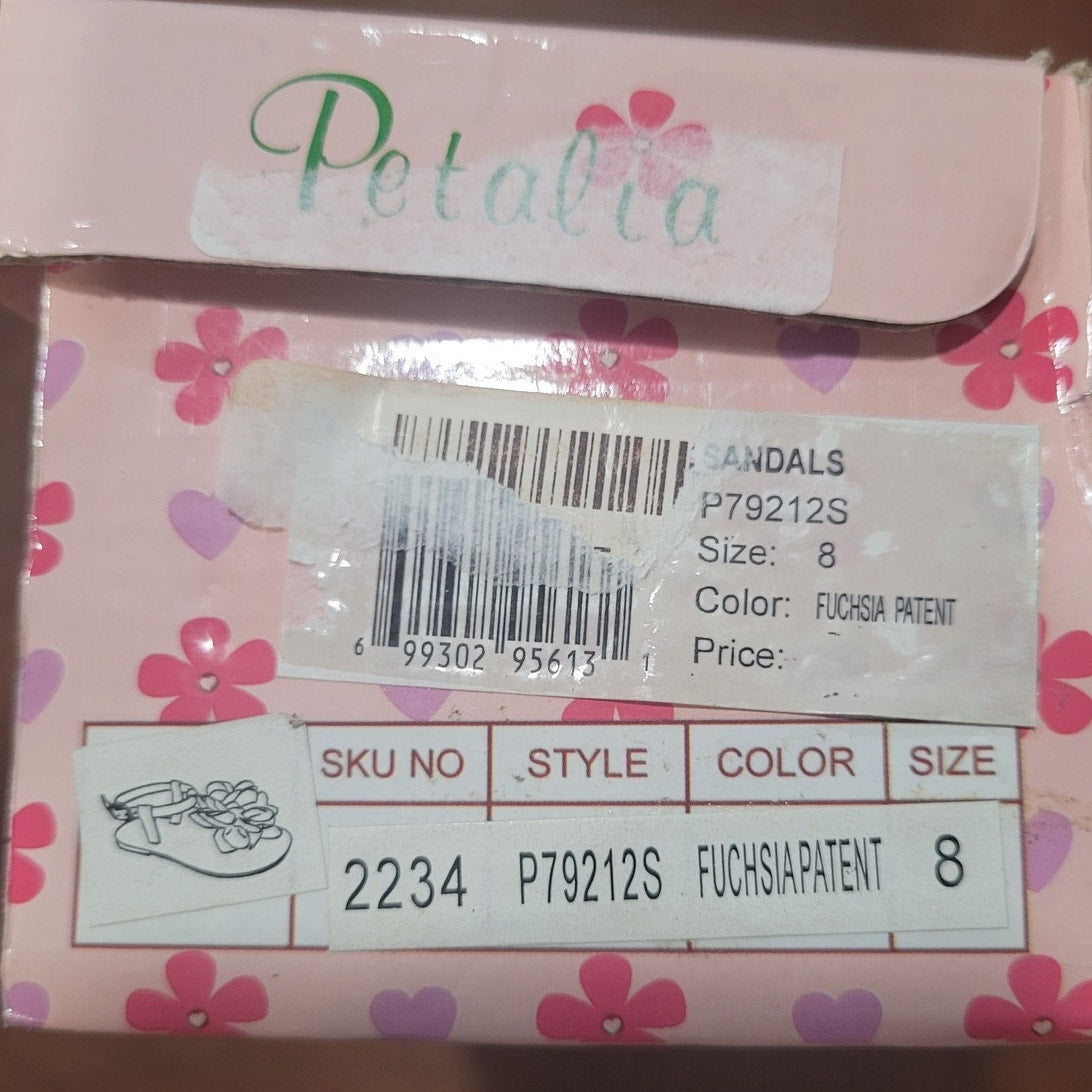 Petalia
SANDALS
P79212S
Size: 8
Color: FUCHSIA PATENT
Price:
6 99302 95613 1
SKU NO STYLE COLOR SIZE
2234 P79212S FUCHSIAPATENT 8